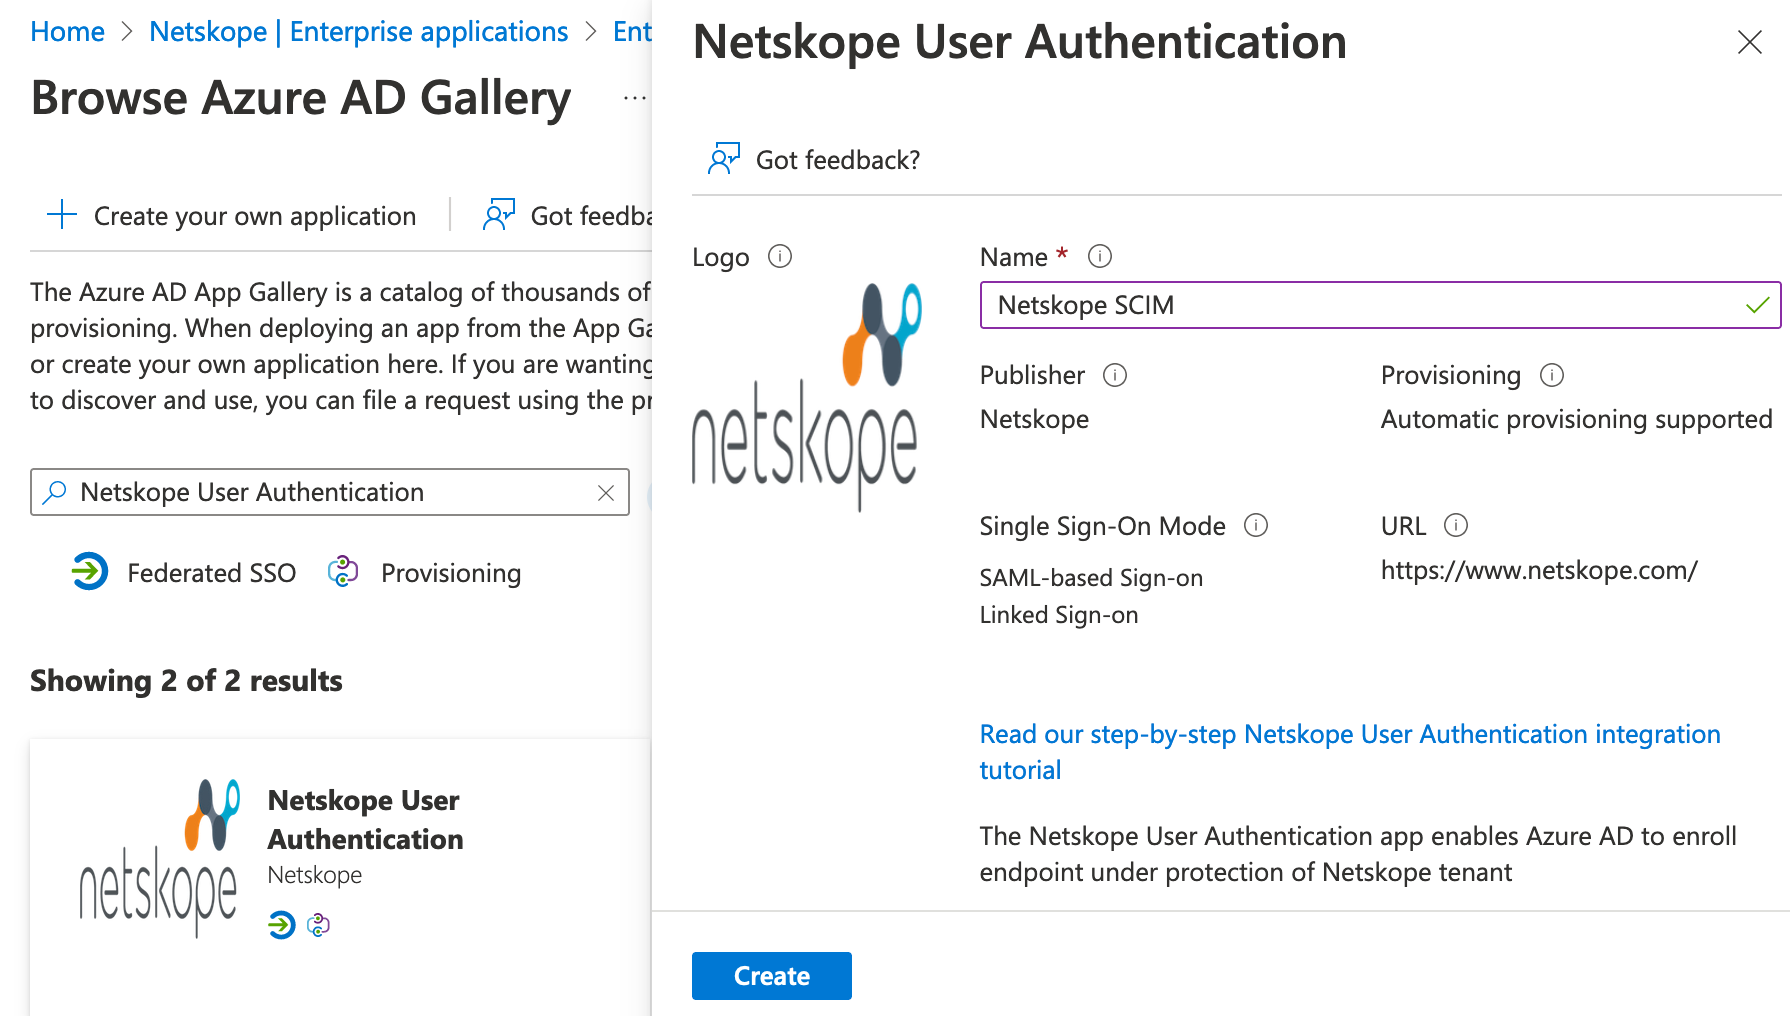 Home > Netskope | Enterprise applications > Ent
Browse Azure AD Gallery ...
Create your own application
Got feedba
The Azure AD App Gallery is a catalog of thousands of
provisioning. When deploying an app from the App Ga
or create your own application here. If you are wanting
to discover and use, you can file a request using the pr
Netskope User Authentication
Federated SSO
Provisioning
Showing 2 of 2 results
netskope
Netskope User
Authentication
Netskope
Netskope User Authentication
Got feedback?
Logo
netskope
Name *
Netskope SCIM
Publisher
Netskope
Provisioning
Automatic provisioning supported
Single Sign-On Mode
SAML-based Sign-on
Linked Sign-on
URL
https://www.netskope.com/
Read our step-by-step Netskope User Authentication integration
tutorial
The Netskope User Authentication app enables Azure AD to enroll
endpoint under protection of Netskope tenant
Create